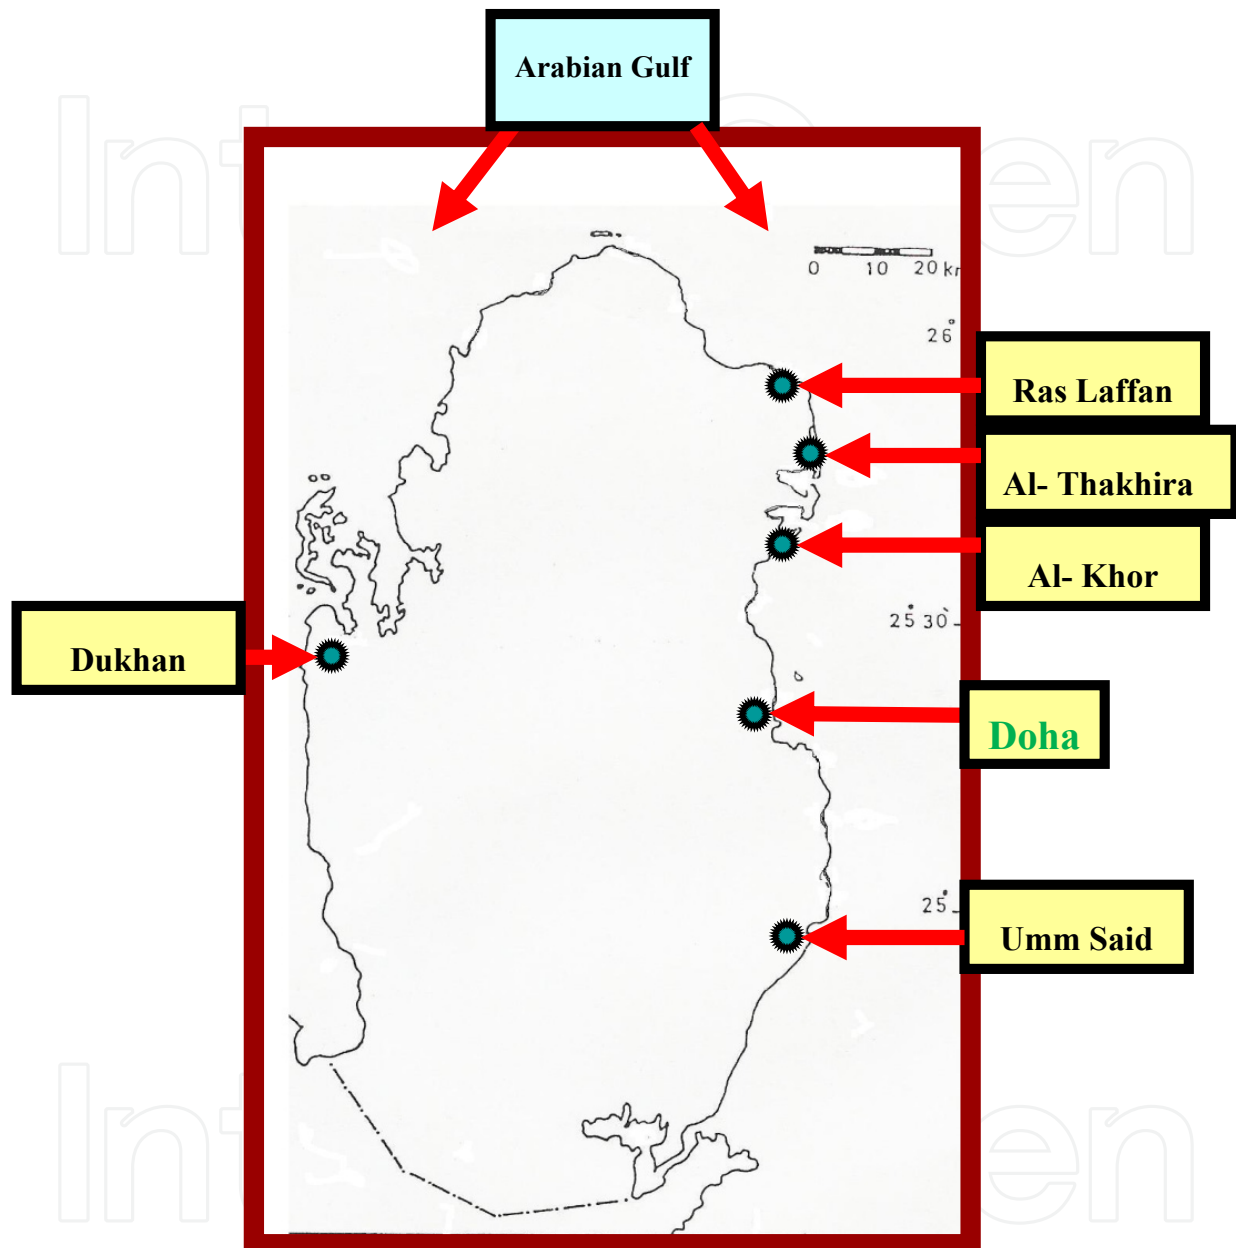 Arabian Gulf
0 10 20 km
26°
Ras Laffan
Al- Thakhira
Al- Khor
25° 30`
Dukhan
Doha
25°
Umm Said